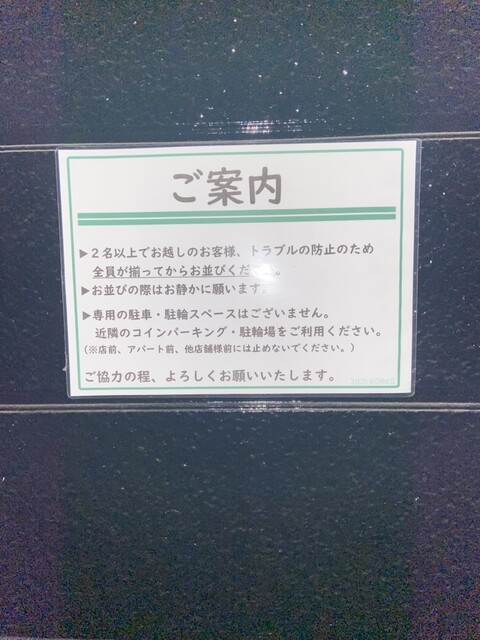 ご案内
▶２名以上でお越しのお客様、トラブルの防止のため
全員が揃ってからお並びくだ
▶お並びの際はお静かに願います
▶専用の駐車・駐輪スペースはございません。
近隣のコインパーキング・駐輪場をご利用ください。
（※店前、アパート前、他店舗様前には止めないでください。）
ご協力の程、よろしくお願いいたします。